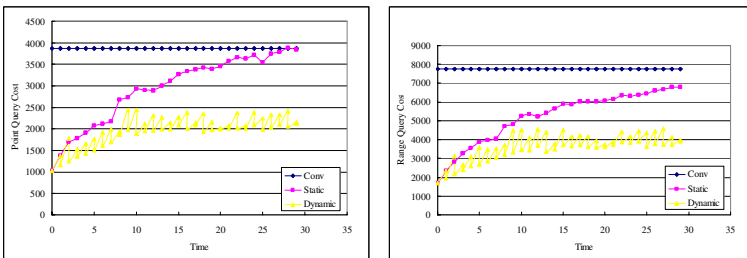 4500
4000
3500
3000
2500
2000
1500
1000
500
0
Point Query Cost
0 5 10 15 20 25 30 35
Time
Conv
Static
Dynamic
9000
8000
7000
6000
5000
4000
3000
2000
1000
0
Range Query Cos
0 5 10 15 20 25 30 35
Time
Conv
Static
Dynamic